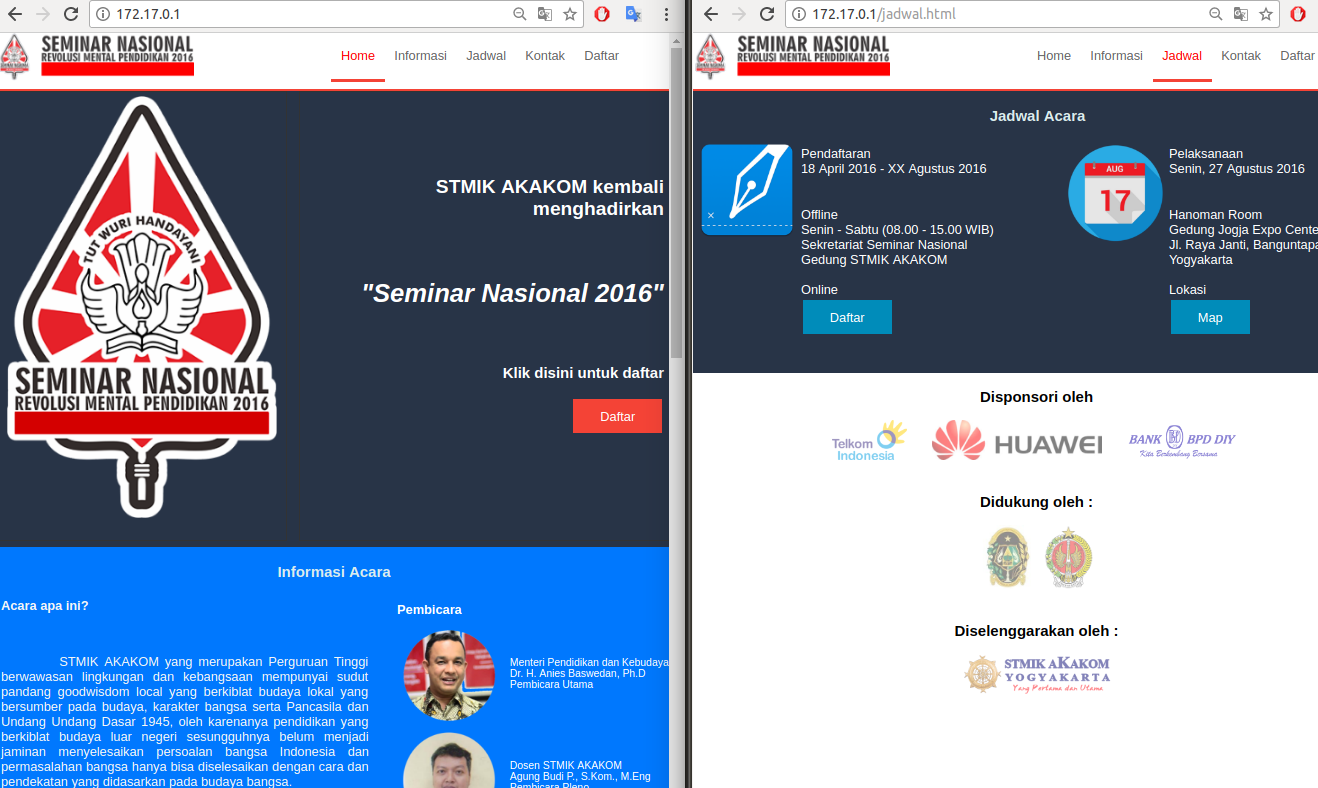 172.17.0.1
SEMINAR NASIONAL
REVOLUSI MENTAL PENDIDIKAN 2016
Home Informasi Jadwal Kontak Daftar
TUT WURI HANDAYANI
SEMINAR NASIONAL
REVOLUSI MENTAL PENDIDIKAN 2016
STMIK AKAKOM kembali
menghadirkan
"Seminar Nasional 2016"
Klik disini untuk daftar
Daftar
Informasi Acara
Acara apa ini?
STMIK AKAKOM yang merupakan Perguruan Tinggi
berwawasan lingkungan dan kebangsaan mempunyai sudut
pandang goodwisdom local yang berkiblat budaya lokal yang
bersumber pada budaya, karakter bangsa serta Pancasila dan
Undang Undang Dasar 1945, oleh karenanya pendidikan yang
berkiblat budaya luar negeri sesungguhnya belum menjadi
jaminan menyelesaikan persoalan bangsa Indonesia dan
permasalahan bangsa hanya bisa diselesaikan dengan cara dan
pendekatan yang didasarkan pada budaya bangsa.
Pembicara
Menteri Pendidikan dan Kebudaya
Dr. H. Anies Baswedan, Ph.D
Pembicara Utama
Dosen STMIK AKAKOM
Agung Budi P., S.Kom., M.Eng
Pembicara Pleno
172.17.0.1/jadwal.html
SEMINAR NASIONAL
REVOLUSI MENTAL PENDIDIKAN 2016
Home Informasi Jadwal Kontak Daftar
Jadwal Acara
Pendaftaran
18 April 2016 - XX Agustus 2016
Offline
Senin - Sabtu (08.00 - 15.00 WIB)
Sekretariat Seminar Nasional
Gedung STMIK AKAKOM
Online
Daftar
AUG
17
Pelaksanaan
Senin, 27 Agustus 2016
Hanoman Room
Gedung Jogja Expo Cente
Jl. Raya Janti, Banguntapa
Yogyakarta
Lokasi
Map
Disponsori oleh
Telkom
Indonesia
HUAWEI
BANK BPD DIY
Kita Berkembang Bersama
Didukung oleh :
Diselenggarakan oleh :
STMIK AKAKOM
YOGYAKARTA
Yang Pertama dan Utama